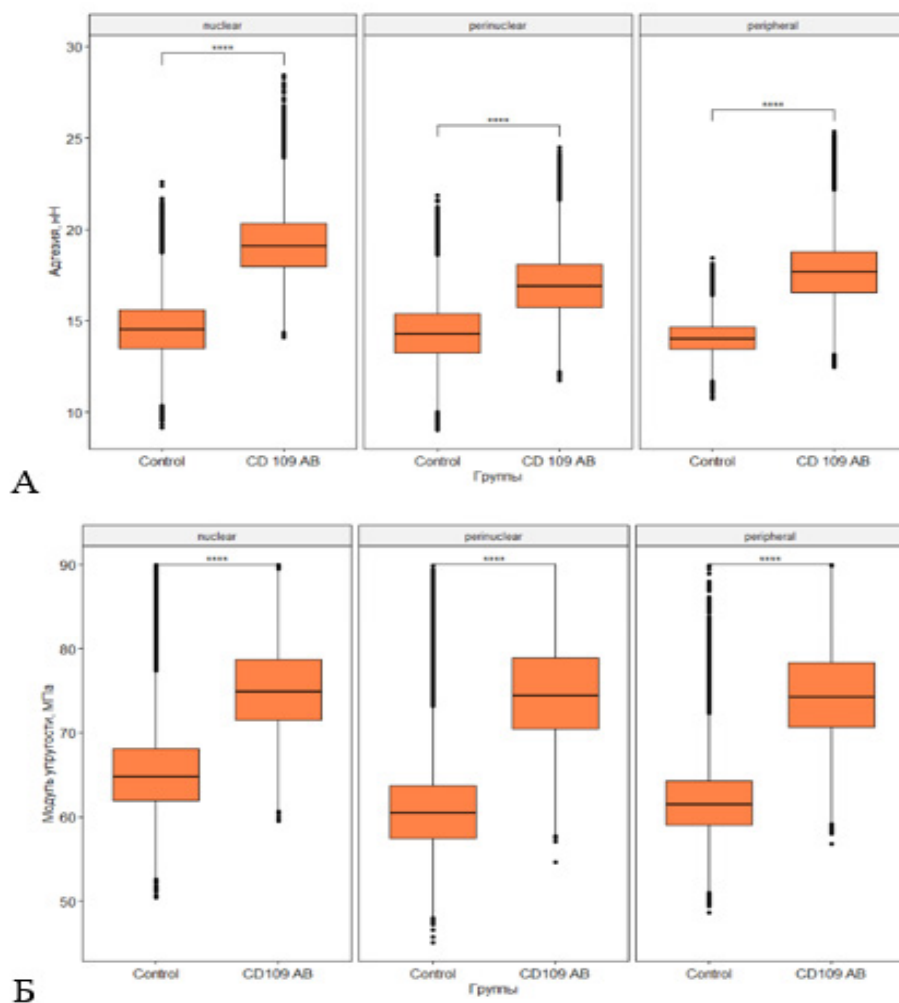 nuclear perinuclear peripheral
30
25
20
15
10
Адгезия, нН
**** **** ****
Control CD 109 AB Control CD 109 AB Control CD 109 AB
Группы
А
nuclear perinuclear peripheral
90
80
70
60
50
Модуль упругости, МПа
**** **** ****
Control CD109 AB Control CD109 AB Control CD109 AB
Группы
Б